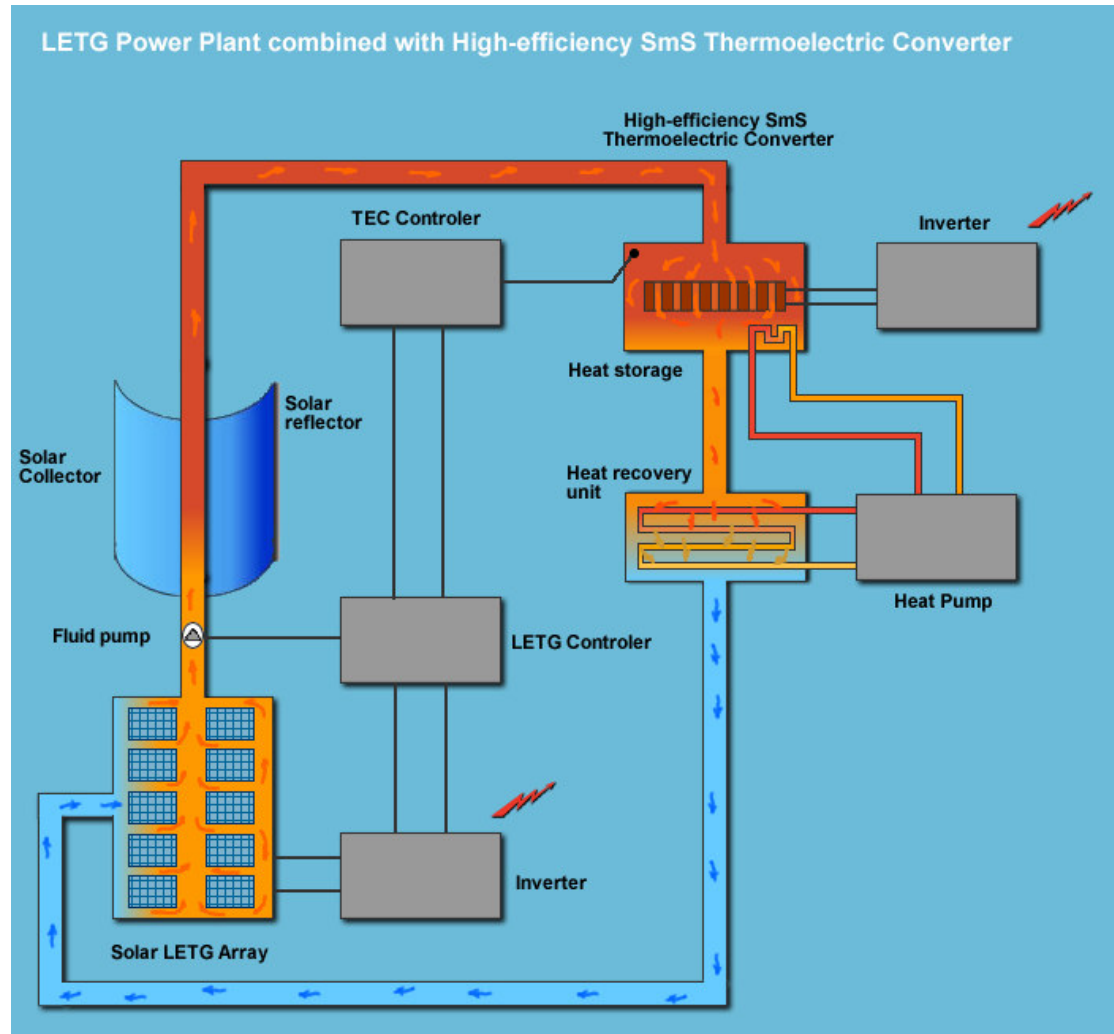 LETG Power Plant combined with High-efficiency SmS Thermoelectric Converter
High-efficiency SmS
Thermoelectric Converter
TEC Controler
Inverter
Heat storage
Solar
reflector
Solar
Collector
Heat recovery
unit
Heat Pump
Fluid pump
LETG Controler
Inverter
Solar LETG Array